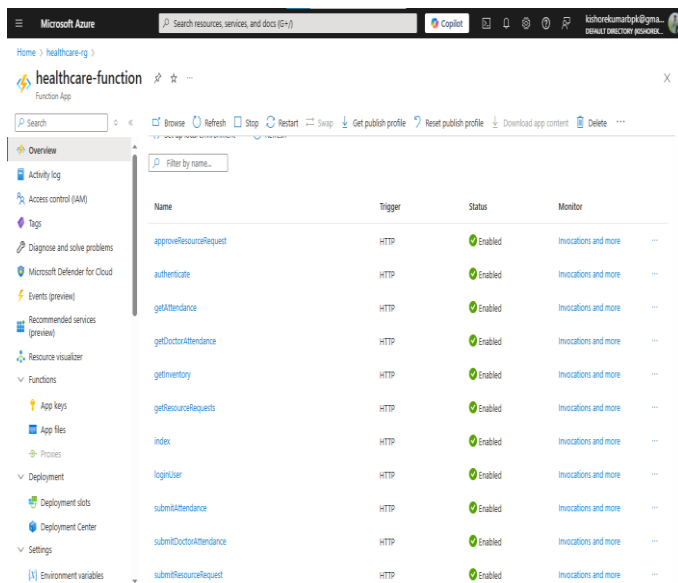 Microsoft Azure
Search resources, services, and docs (G+/)
Copilot
kishorekumarbpk@gma...
DEFAULT DIRECTORY (KISHOREK...
Home > healthcare-rg >
healthcare-function
Function App
Search
Browse Refresh Stop Restart Swap Get publish profile Reset publish profile Download app content Delete
Refresh
Filter by name...
Overview
Activity log
Access control (IAM)
Tags
Diagnose and solve problems
Microsoft Defender for Cloud
Events (preview)
Recommended services
(preview)
Resource visualizer
Functions
App keys
App files
Proxies
Deployment
Deployment slots
Deployment Center
Settings
Environment variables
Name Trigger Status Monitor
approveResourceRequest HTTP Enabled Invocations and more
authenticate HTTP Enabled Invocations and more
getAttendance HTTP Enabled Invocations and more
getDoctorAttendance HTTP Enabled Invocations and more
getInventory HTTP Enabled Invocations and more
getResourceRequests HTTP Enabled Invocations and more
index HTTP Enabled Invocations and more
loginUser HTTP Enabled Invocations and more
submitAttendance HTTP Enabled Invocations and more
submitDoctorAttendance HTTP Enabled Invocations and more
submitResourceRequest HTTP Enabled Invocations and more